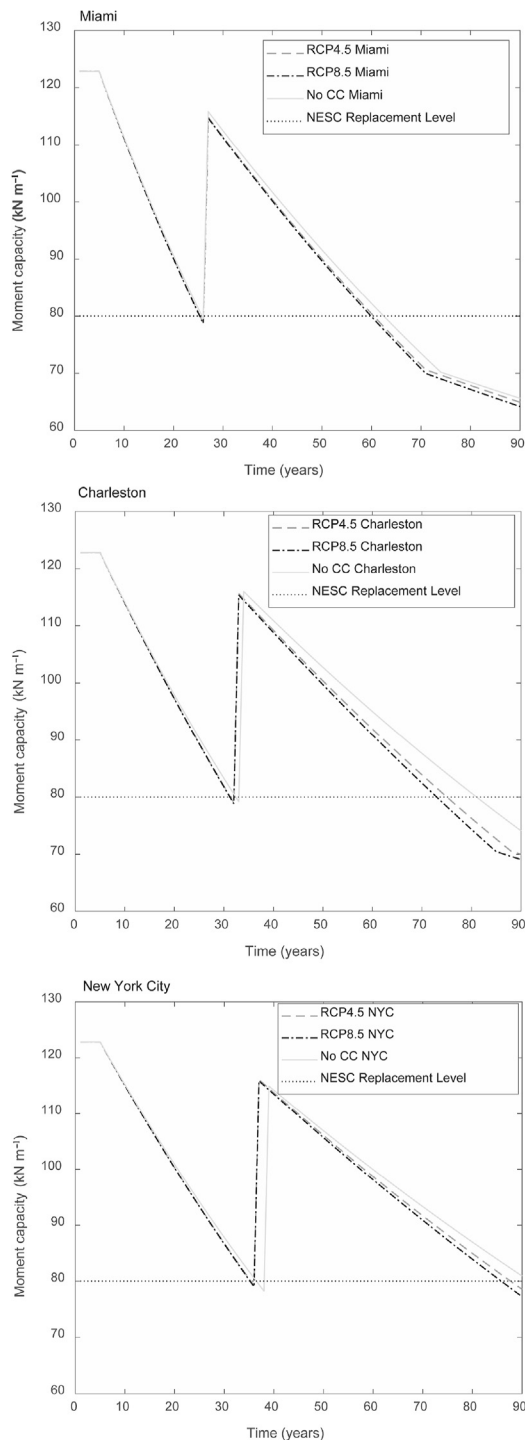 Miami
130
120
110
100
90
80
70
60
0 10 20 30 40 50 60 70 80 90
Moment capacity (kN m⁻¹)
Time (years)
RCP4.5 Miami
RCP8.5 Miami
No CC Miami
NESC Replacement Level
Charleston
130
120
110
100
90
80
70
60
0 10 20 30 40 50 60 70 80 90
Moment capacity (kN m⁻¹)
Time (years)
RCP4.5 Charleston
RCP8.5 Charleston
No CC Charleston
NESC Replacement Level
New York City
130
120
110
100
90
80
70
60
0 10 20 30 40 50 60 70 80 90
Moment capacity (kN m⁻¹)
Time (years)
RCP4.5 NYC
RCP8.5 NYC
No CC NYC
NESC Replacement Level